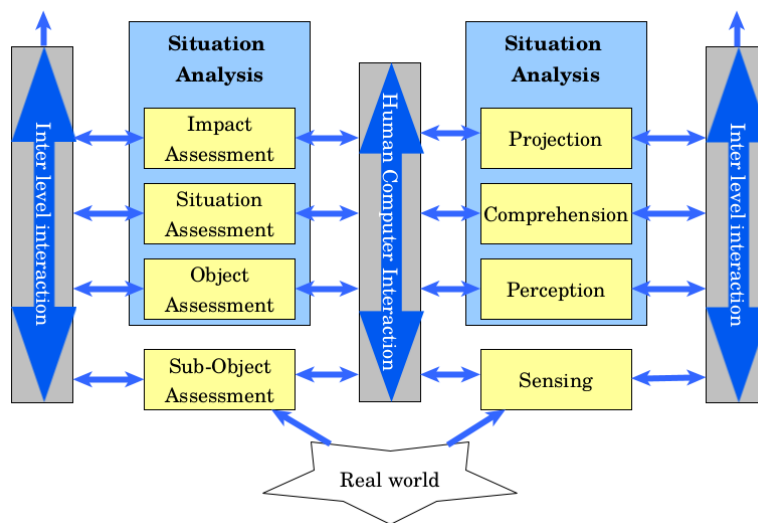 Situation
Analysis
Situation
Analysis
Inter level interaction
Human Computer Interaction
Inter level interaction
Impact
Assessment
Projection
Situation
Assessment
Comprehension
Object
Assessment
Perception
Sub-Object
Assessment
Sensing
Real world